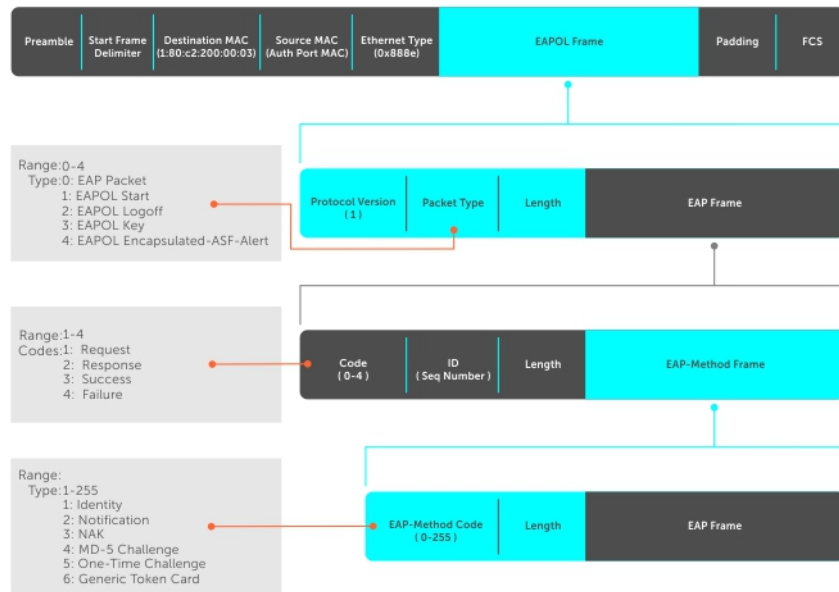 Preamble
Start Frame
Delimiter
Destination MAC
(1:80:c2:200:00:03)
Source MAC
(Auth Port MAC)
Ethernet Type
(0x888e)
EAPOL Frame
Padding
FCS
Range:0-4
Type:0: EAP Packet
1: EAPOL Start
2: EAPOL Logoff
3: EAPOL Key
4: EAPOL Encapsulated-ASF-Alert
Protocol Version
( 1 )
Packet Type
Length
EAP Frame
Range:1-4
Codes:1: Request
2: Response
3: Success
4: Failure
Code
( 0-4 )
ID
( Seq Number )
Length
EAP-Method Frame
Range:
Type:1-255
1: Identity
2: Notification
3: NAK
4: MD-5 Challenge
5: One-Time Challenge
6: Generic Token Card
EAP-Method Code
( 0-255 )
Length
EAP Frame